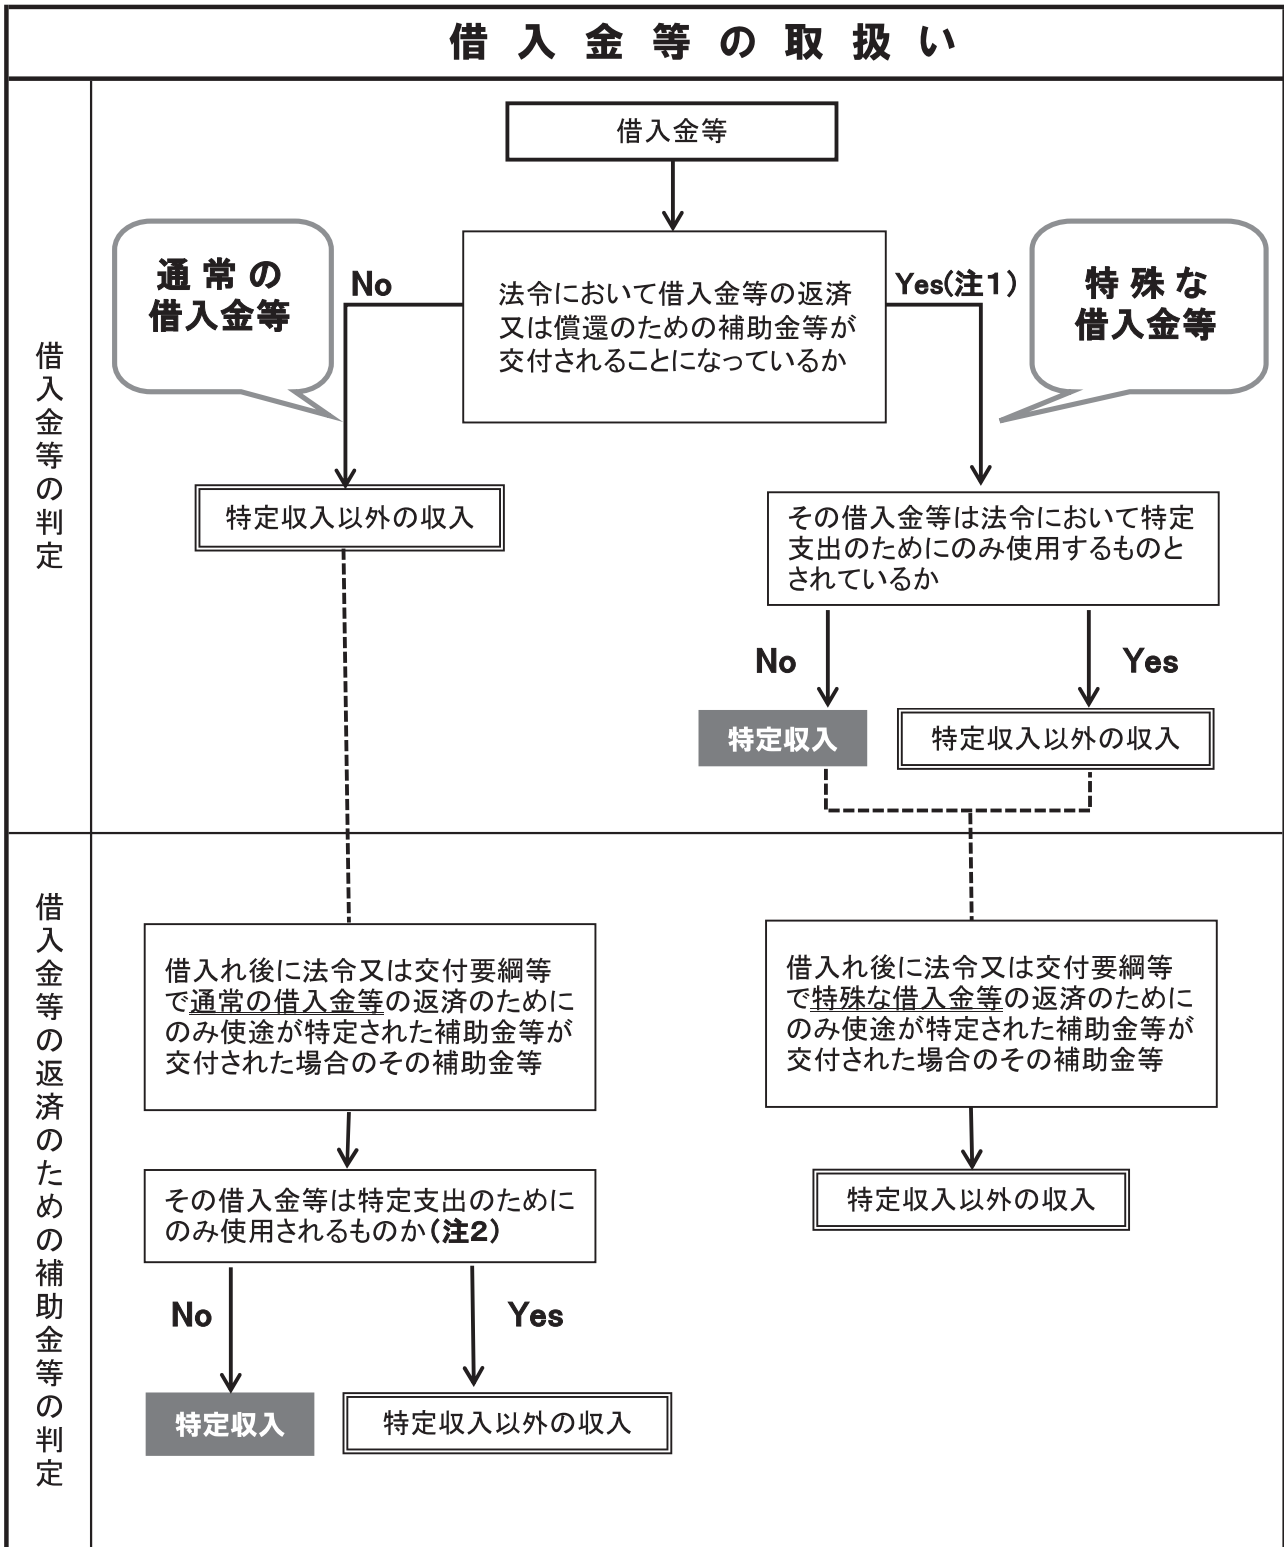 借入金等の取扱い
借入金等の判定
借入金等
通常の
借入金等
No
法令において借入金等の返済
又は償還のための補助金等が
交付されることになっているか
Yes(注1)
特殊な
借入金等
特定収入以外の収入
その借入金等は法令において特定
支出のためにのみ使用するものと
されているか
No
Yes
特定収入
特定収入以外の収入
借入金等の返済のための補助金等の判定
借入れ後に法令又は交付要綱等
で通常の借入金等の返済のために
のみ使途が特定された補助金等が
交付された場合のその補助金等
借入れ後に法令又は交付要綱等
で特殊な借入金等の返済のために
のみ使途が特定された補助金等が
交付された場合のその補助金等
その借入金等は特定支出のために
のみ使用されるものか(注2)
特定収入以外の収入
No
Yes
特定収入
特定収入以外の収入